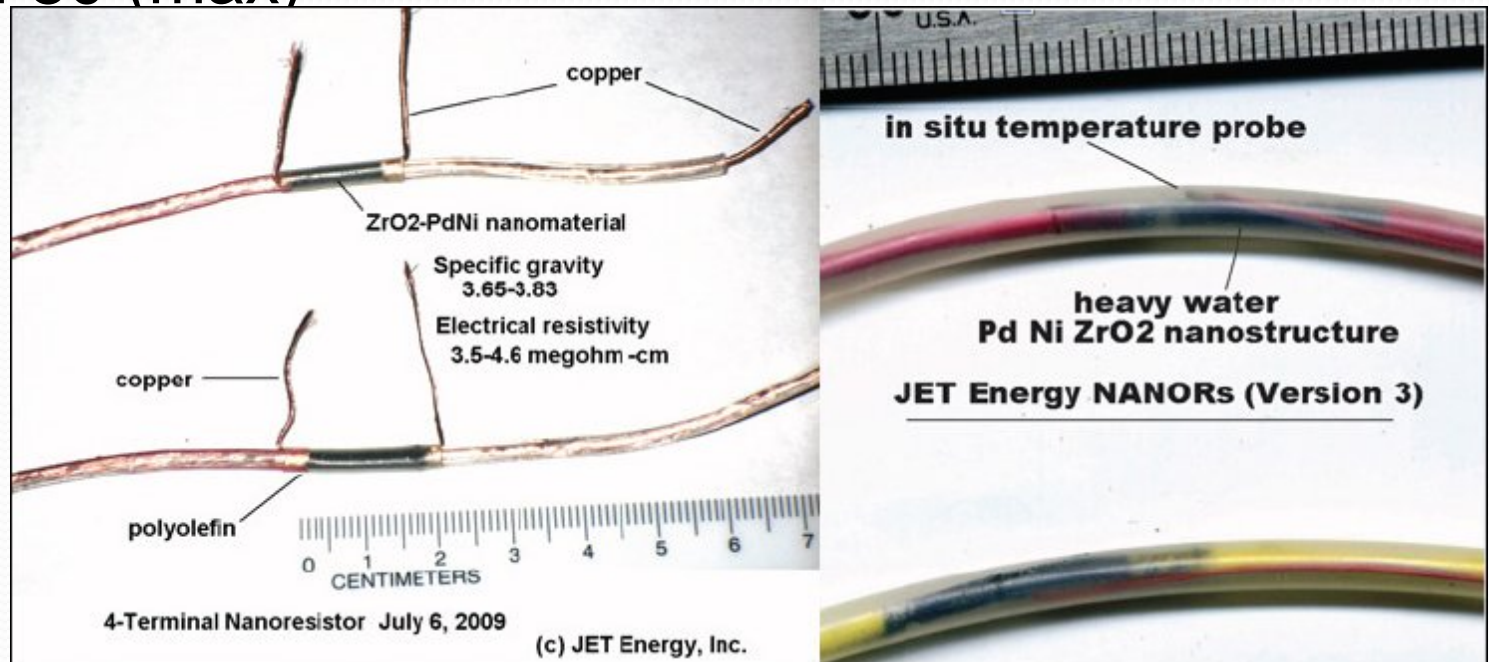 (max)
copper
ZrO2-PdNi nanomaterial
Specific gravity
3.65-3.83
Electrical resistivity
3.5-4.6 megohm -cm
copper
polyolefin
0 1 2 3 4 5 6 7
CENTIMETERS
4-Terminal Nanoresistor July 6, 2009
(c) JET Energy, Inc.
U.S.A.
in situ temperature probe
heavy water
Pd Ni ZrO2 nanostructure
JET Energy NANORs (Version 3)